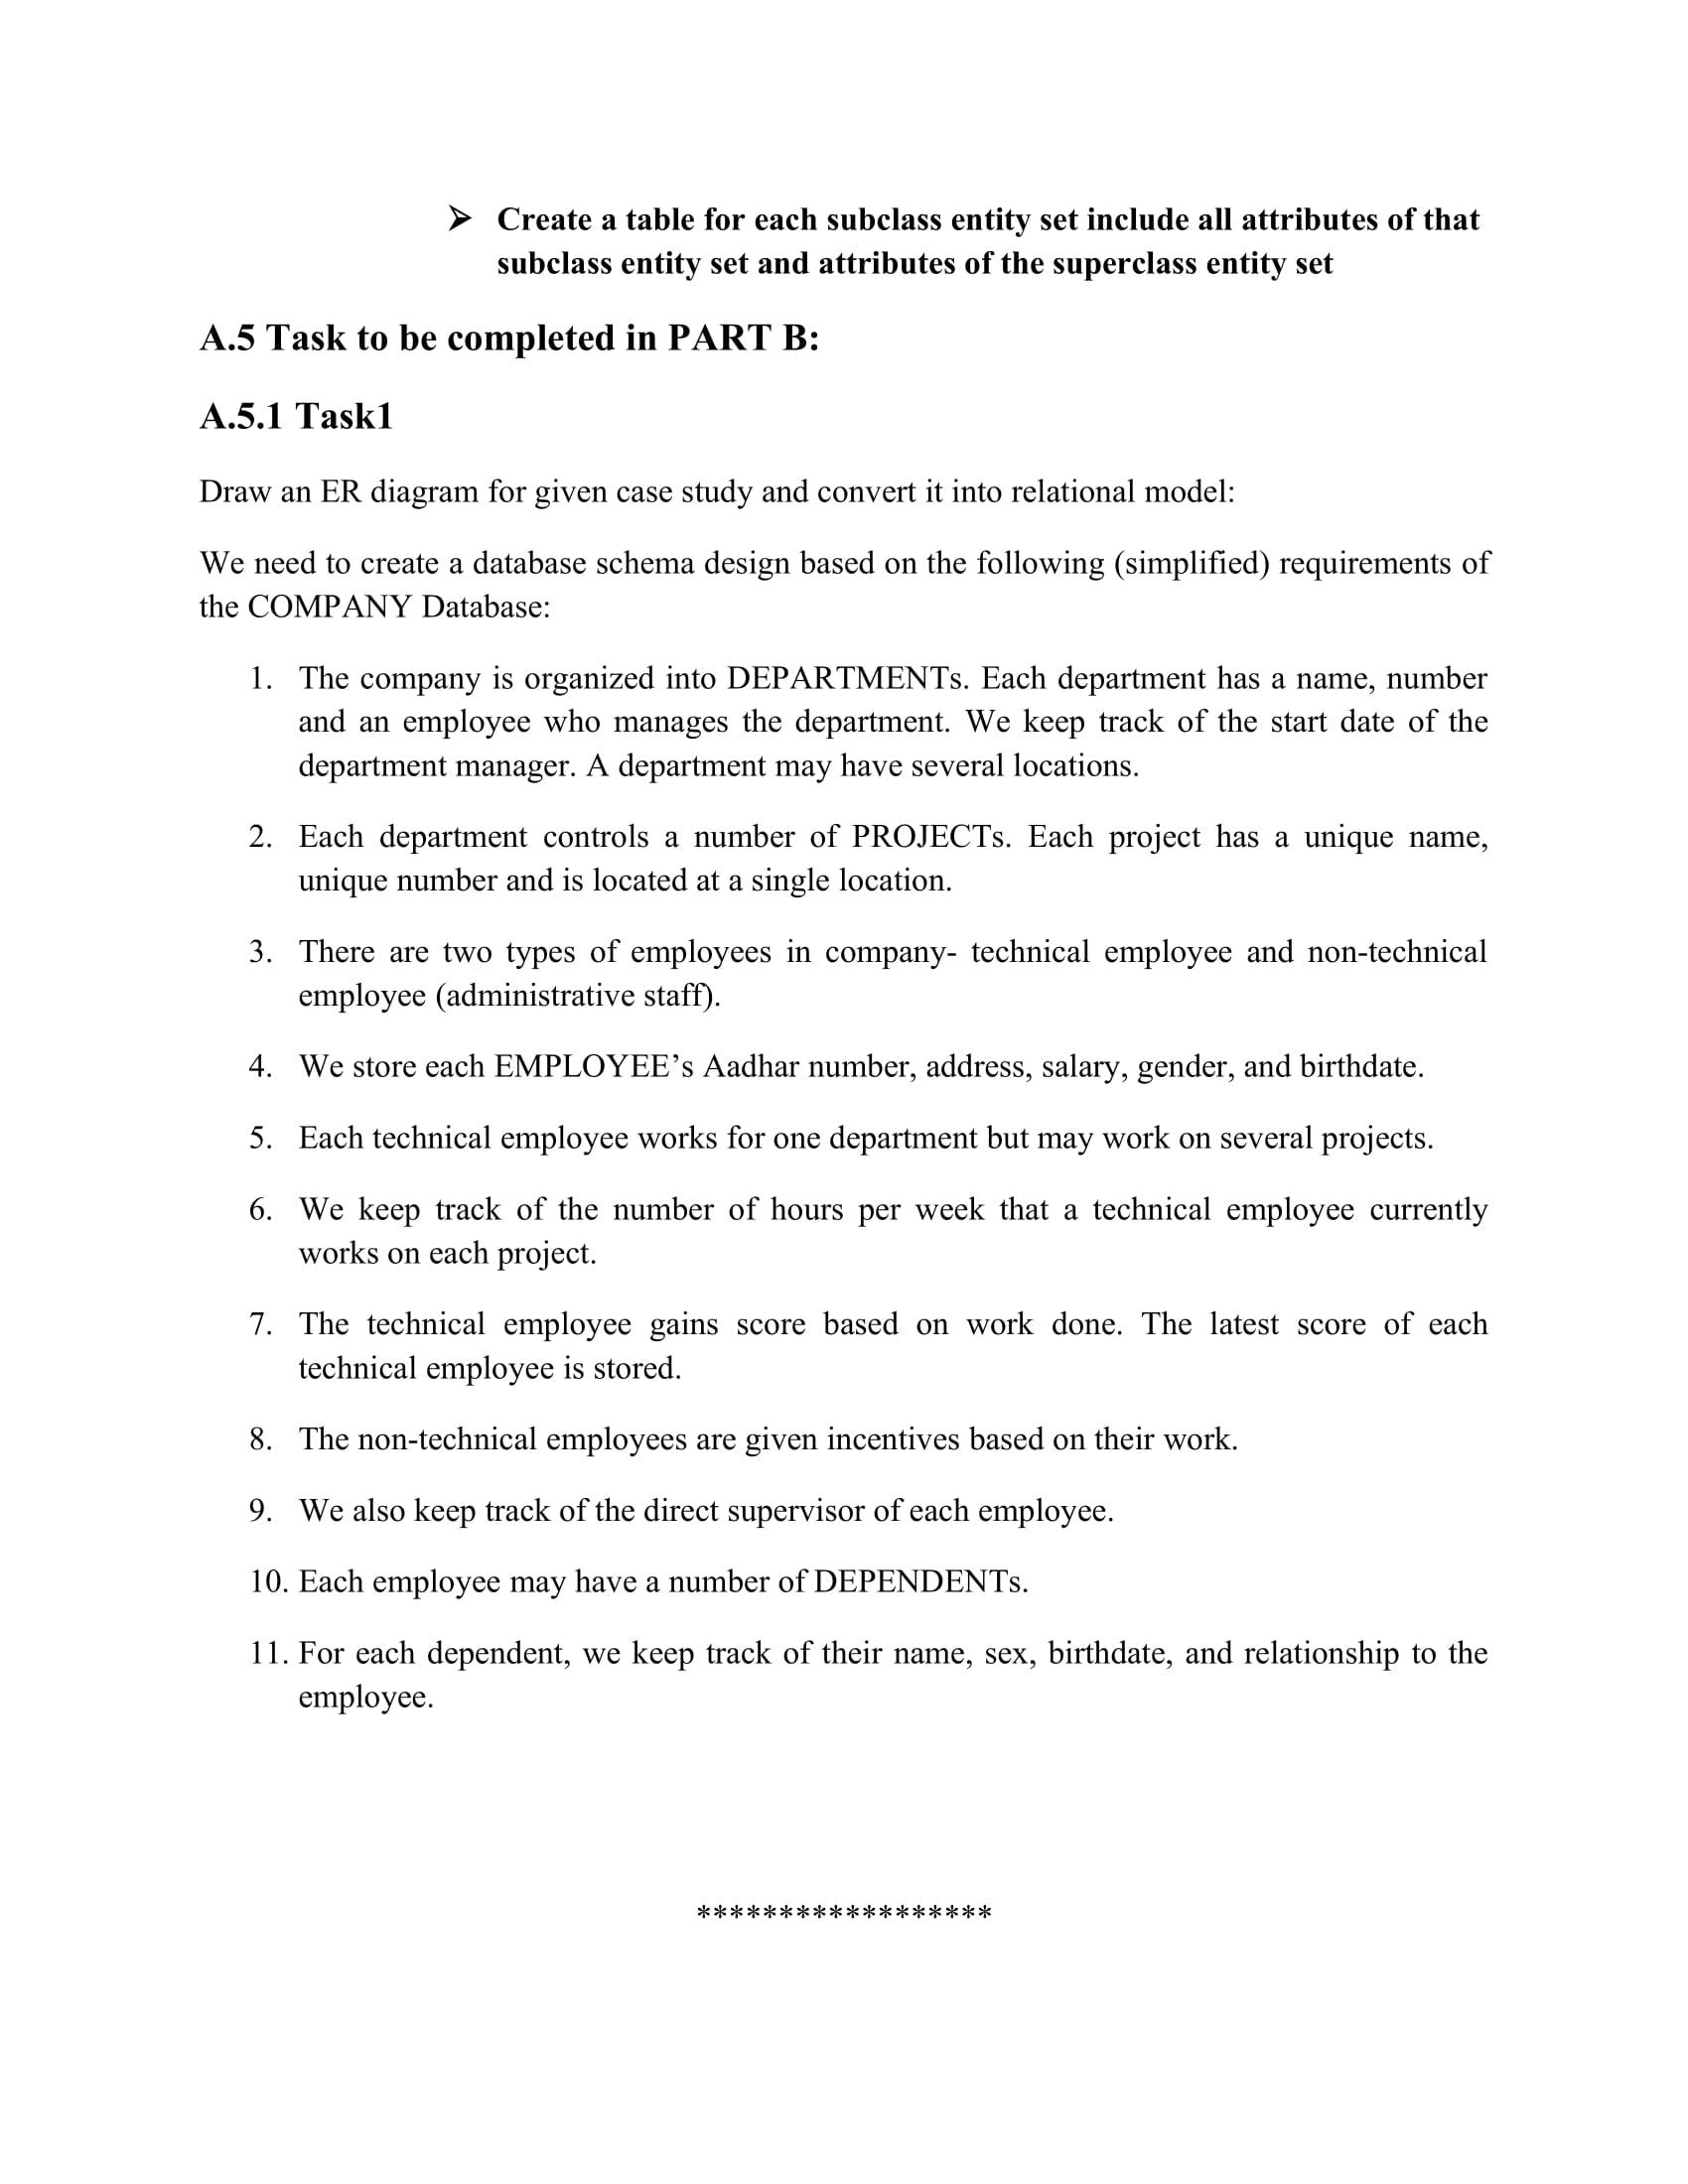 ➢ Create a table for each subclass entity set include all attributes of that
subclass entity set and attributes of the superclass entity set
A.5 Task to be completed in PART B:
A.5.1 Task1
Draw an ER diagram for given case study and convert it into relational model:
We need to create a database schema design based on the following (simplified) requirements of
the COMPANY Database:
1. The company is organized into DEPARTMENTs. Each department has a name, number
and an employee who manages the department. We keep track of the start date of the
department manager. A department may have several locations.
2. Each department controls a number of PROJECTs. Each project has a unique name,
unique number and is located at a single location.
3. There are two types of employees in company- technical employee and non-technical
employee (administrative staff).
4. We store each EMPLOYEE’s Aadhar number, address, salary, gender, and birthdate.
5. Each technical employee works for one department but may work on several projects.
6. We keep track of the number of hours per week that a technical employee currently
works on each project.
7. The technical employee gains score based on work done. The latest score of each
technical employee is stored.
8. The non-technical employees are given incentives based on their work.
9. We also keep track of the direct supervisor of each employee.
10. Each employee may have a number of DEPENDENTs.
11. For each dependent, we keep track of their name, sex, birthdate, and relationship to the
employee.
******************